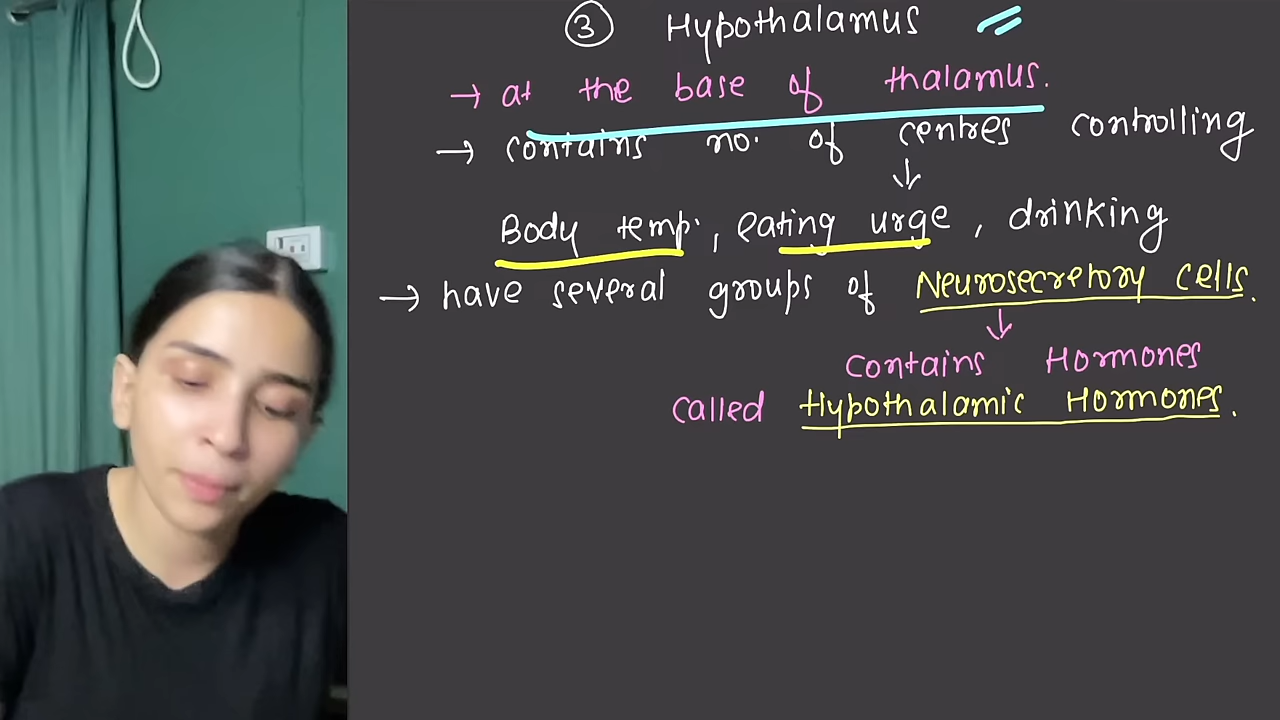 ③ Hypothalamus
→ at the base of thalamus.
→ contains no. of centres controlling
↓
Body temp., eating urge, drinking
→ have several groups of Neurosecretory cells.
↓
Contains Hormones
called Hypothalamic Hormones.